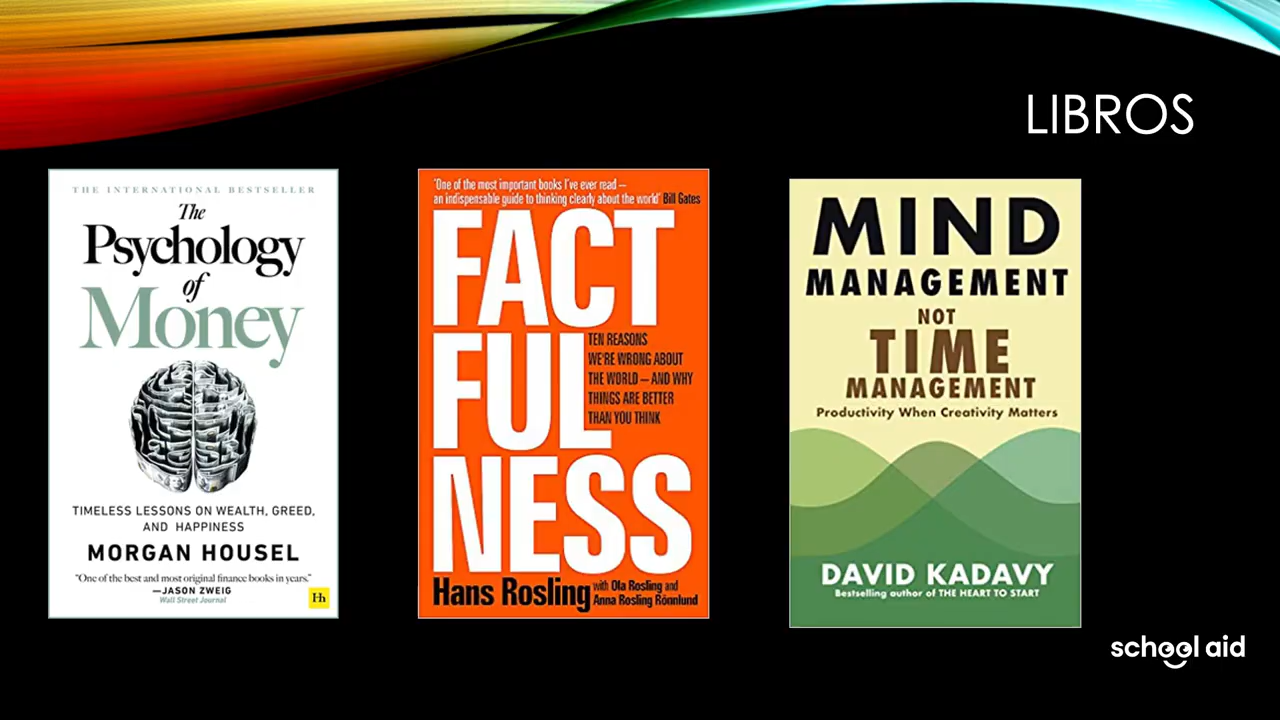 LIBROS
THE INTERNATIONAL BESTSELLER
The
Psychology
of
Money
TIMELESS LESSONS ON WEALTH, GREED,
AND HAPPINESS
MORGAN HOUSEL
"One of the best and most original finance books in years."
—JASON ZWEIG
Wall Street Journal
Hh
'One of the most important books I've ever read –
an indispensable guide to thinking clearly about the world' Bill Gates
FACT
FUL
NESS
TEN REASONS
WE'RE WRONG ABOUT
THE WORLD – AND WHY
THINGS ARE BETTER
THAN YOU THINK
Hans Rosling with Ola Rosling and
Anna Rosling Rönnlund
MIND
MANAGEMENT
NOT
TIME
MANAGEMENT
Productivity When Creativity Matters
DAVID KADAVY
Bestselling author of THE HEART TO START
school aid